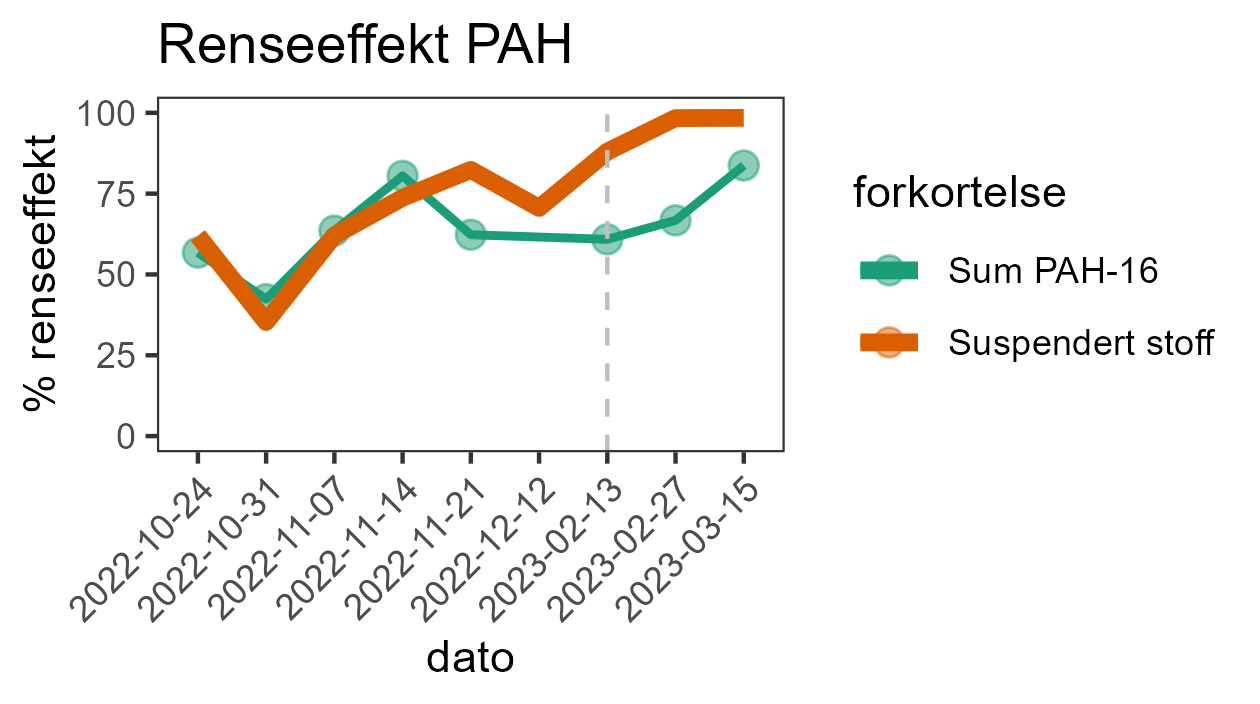 Renseeffekt PAH
% renseeffekt
100
75
50
25
0
2022-10-24
2022-10-31
2022-11-07
2022-11-14
2022-11-21
2022-12-12
2023-02-13
2023-02-27
2023-03-15
dato
forkortelse
Sum PAH-16
Suspendert stoff